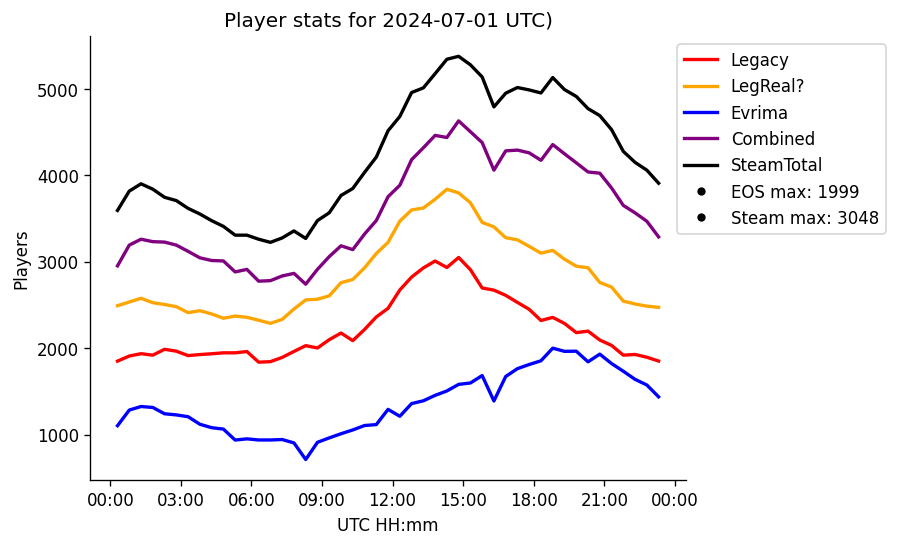 Player stats for 2024-07-01 UTC)
Legacy
LegReal?
Evrima
Combined
SteamTotal
EOS max: 1999
Steam max: 3048
Players
5000
4000
3000
2000
1000
00:00 03:00 06:00 09:00 12:00 15:00 18:00 21:00 00:00
UTC HH:mm